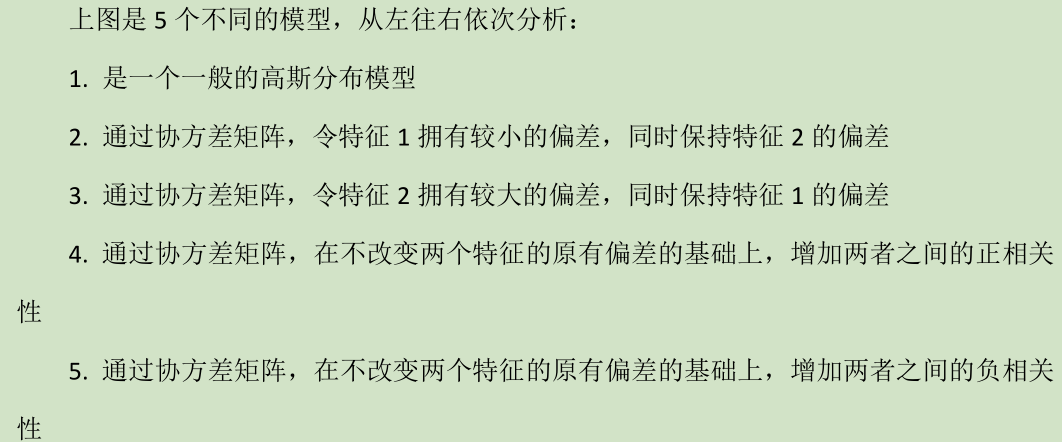 上图是 5 个不同的模型，从左往右依次分析：
1. 是一个一般的高斯分布模型
2. 通过协方差矩阵，令特征 1 拥有较小的偏差，同时保持特征 2 的偏差
3. 通过协方差矩阵，令特征 2 拥有较大的偏差，同时保持特征 1 的偏差
4. 通过协方差矩阵，在不改变两个特征的原有偏差的基础上，增加两者之间的正相关
性
5. 通过协方差矩阵，在不改变两个特征的原有偏差的基础上，增加两者之间的负相关
性